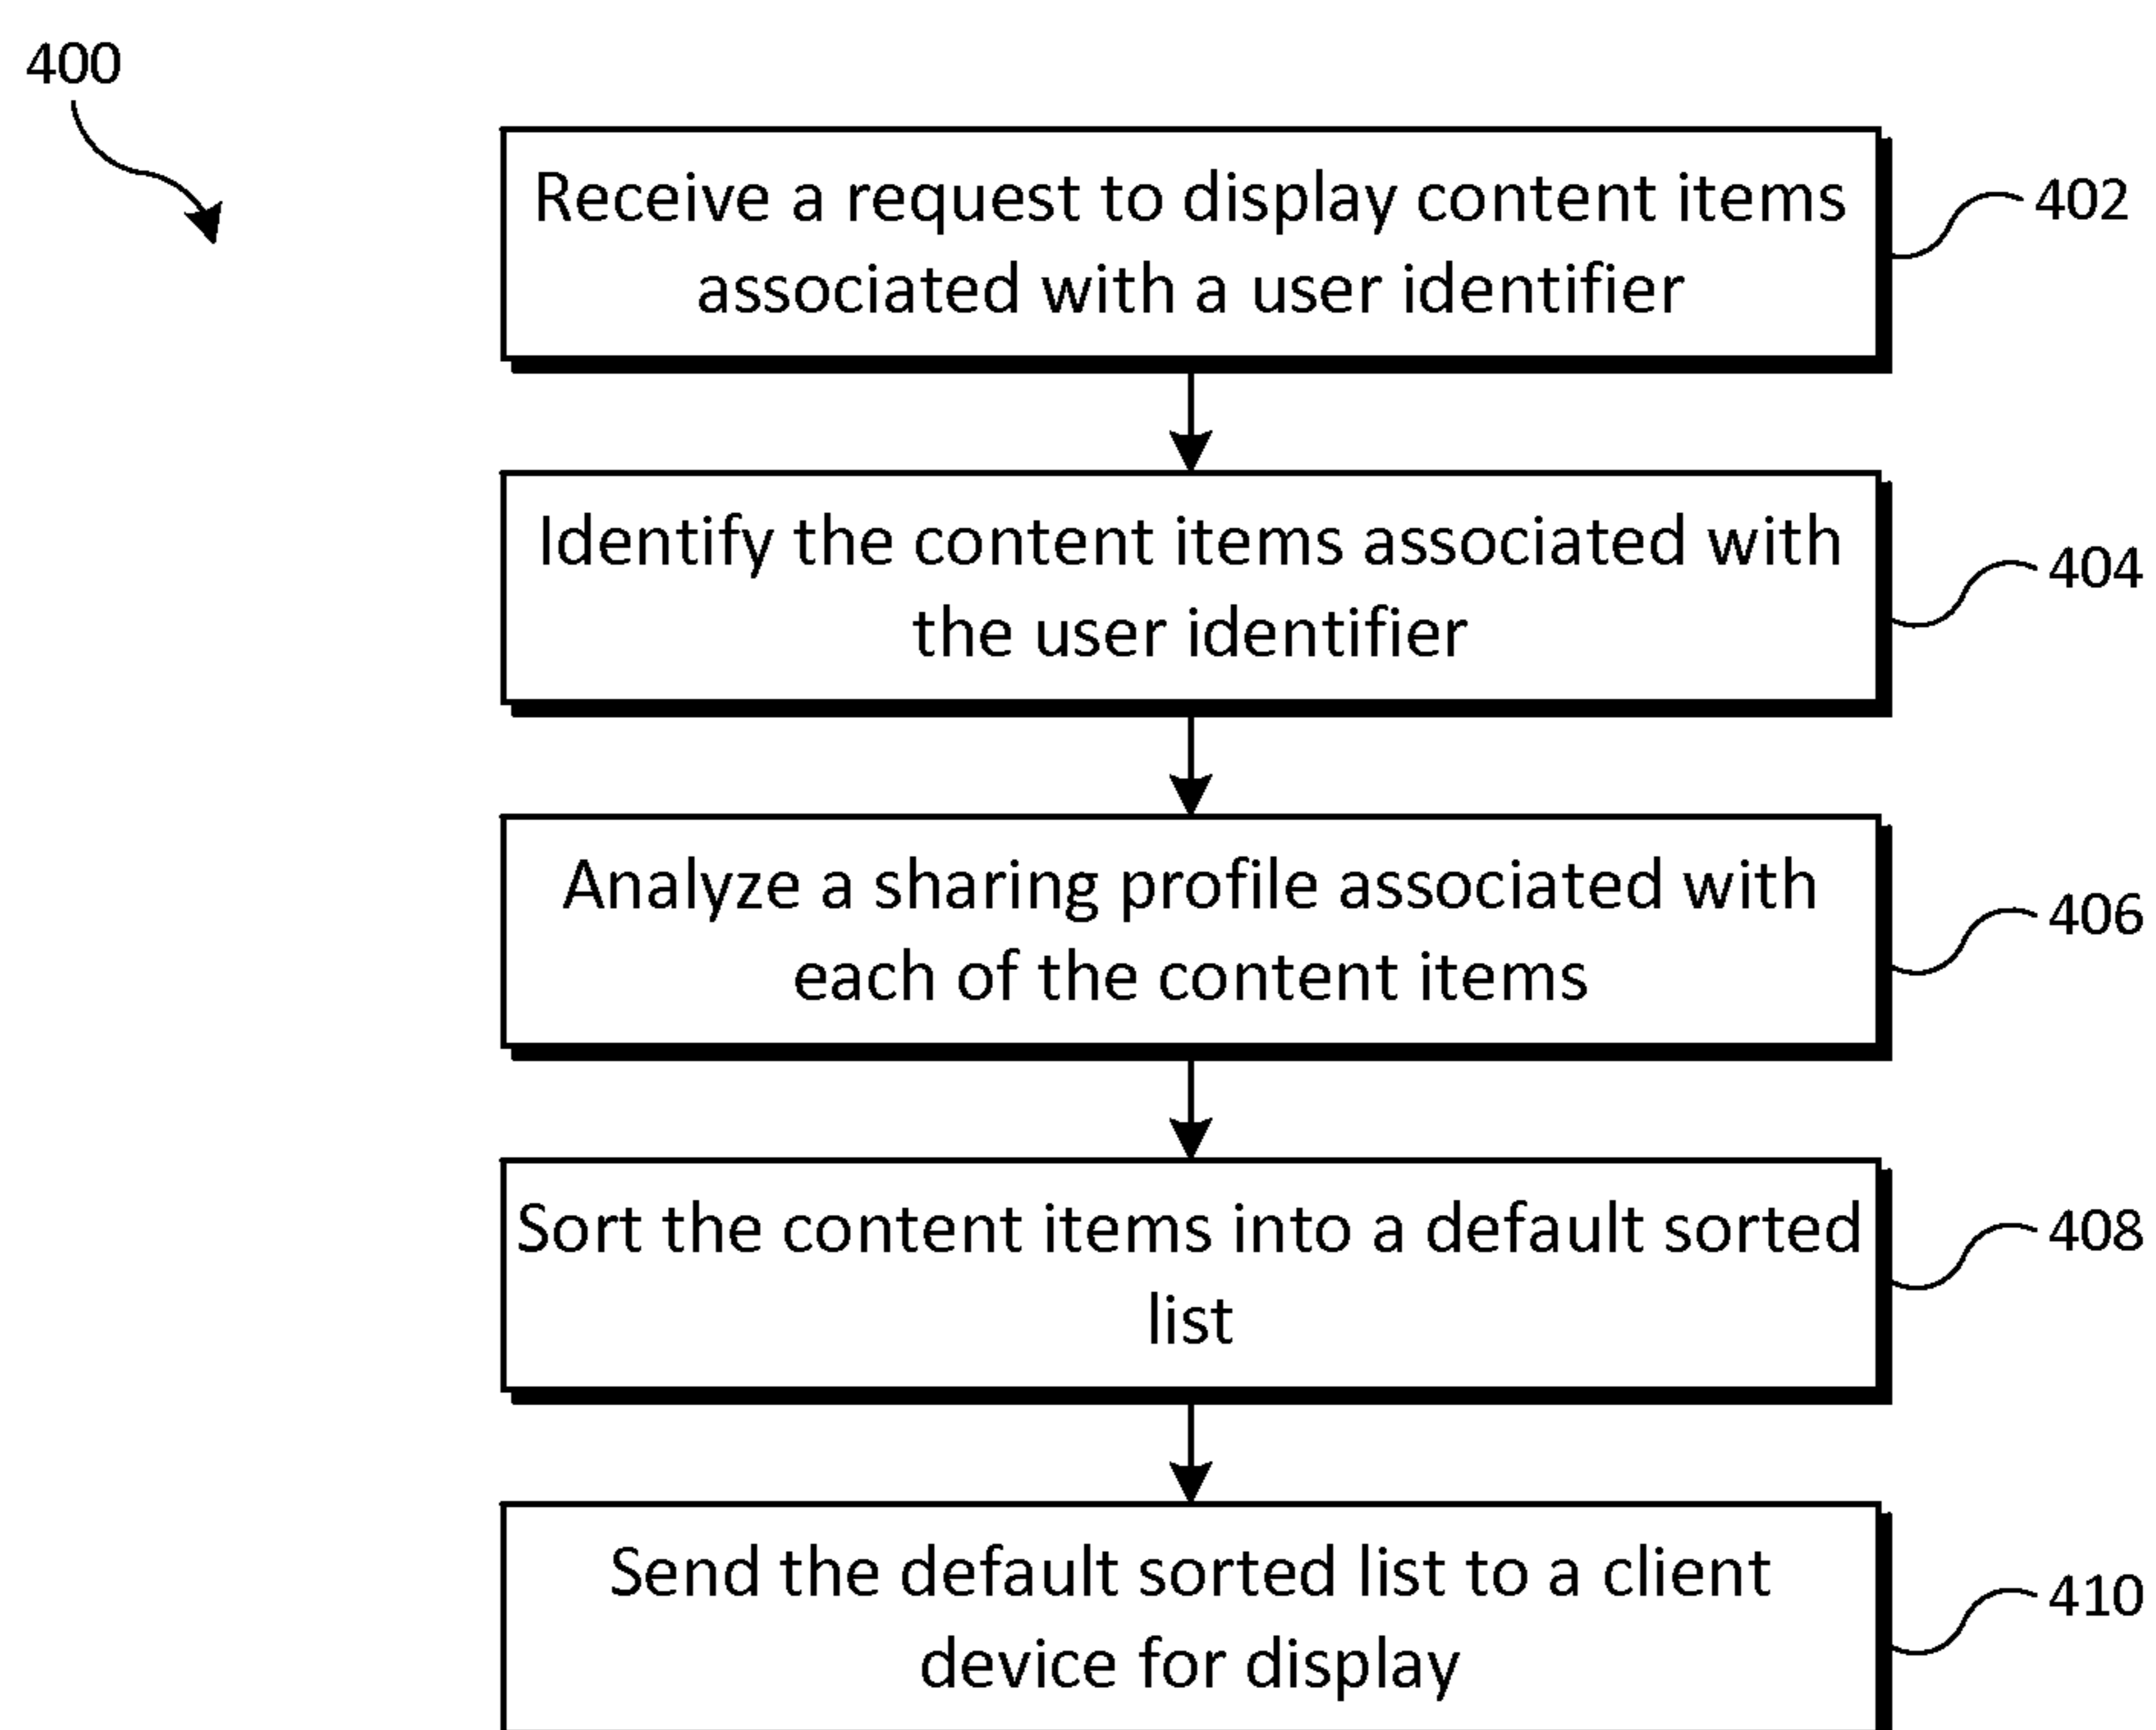 400
Receive a request to display content items
associated with a user identifier
402
Identify the content items associated with
the user identifier
404
Analyze a sharing profile associated with
each of the content items
406
Sort the content items into a default sorted
list
408
Send the default sorted list to a client
device for display
410